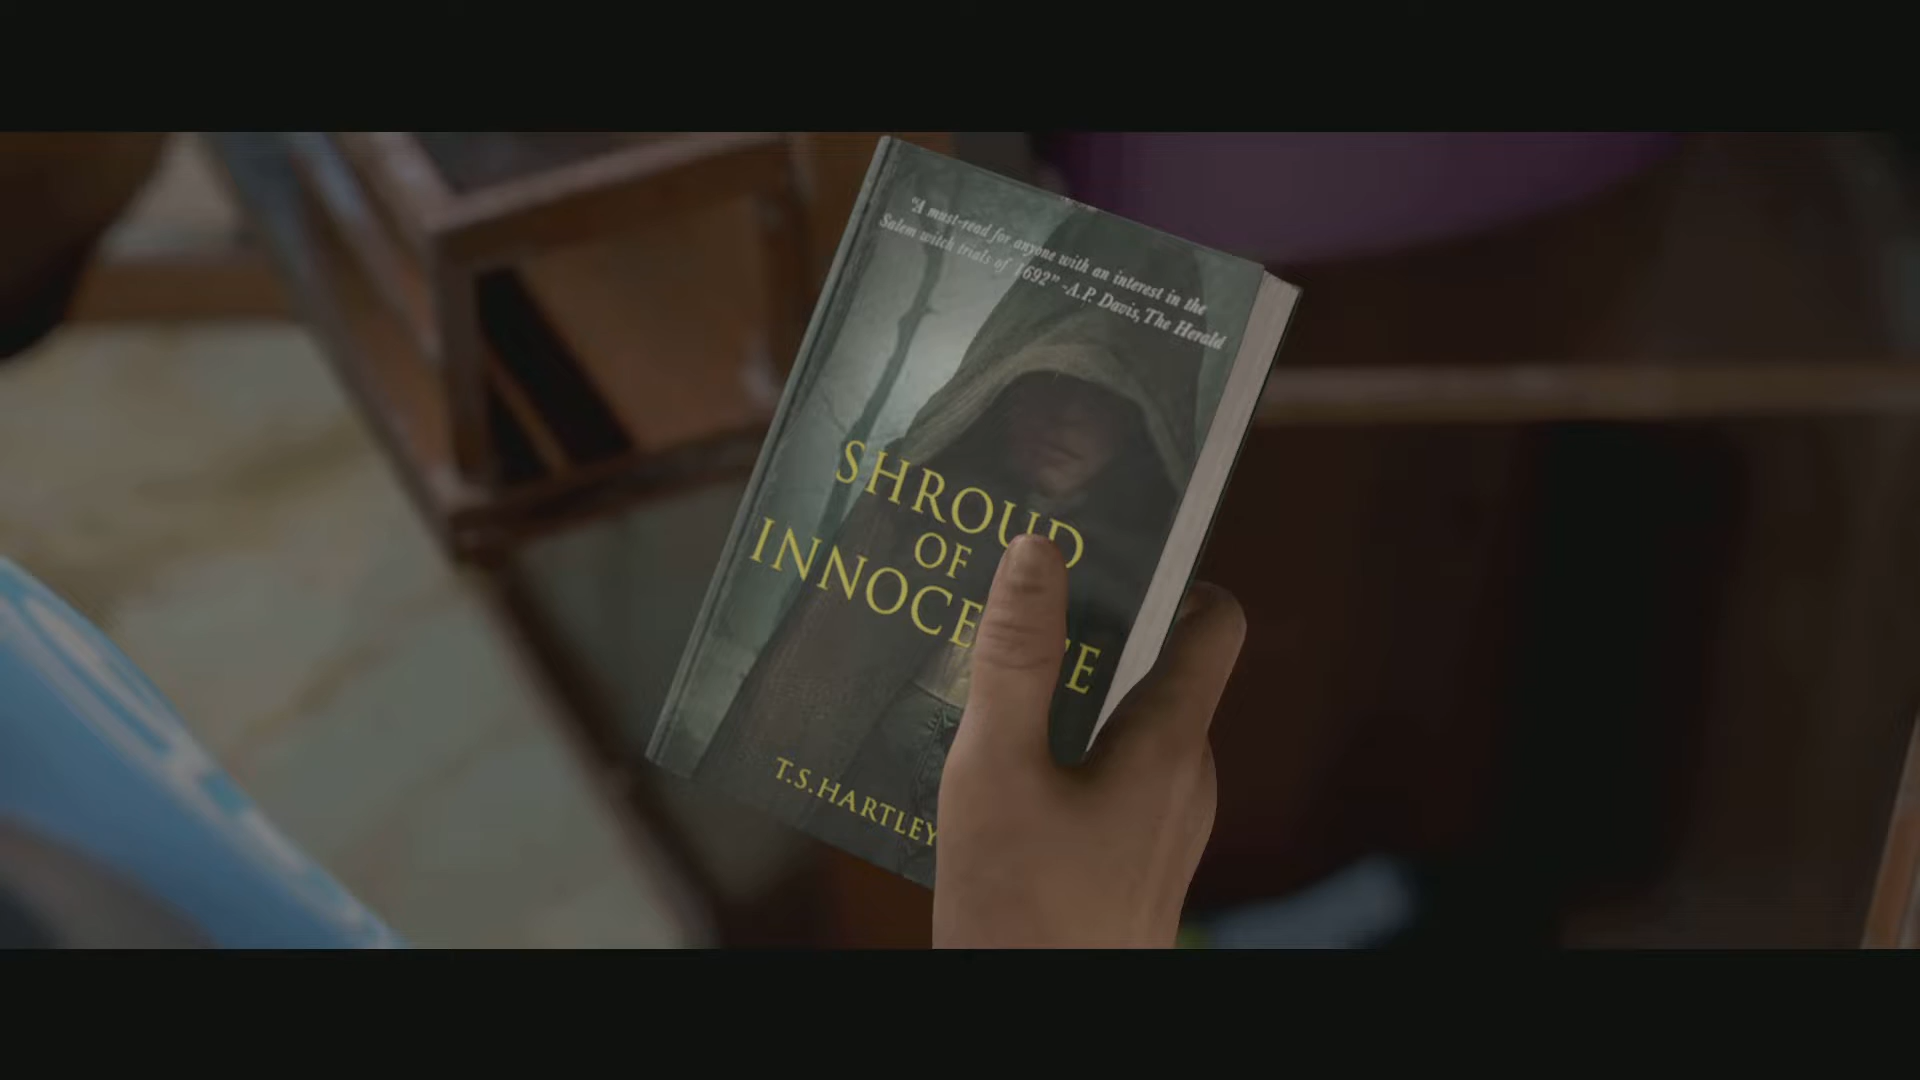 "A must-read for anyone with an interest in the
Salem witch trials of 1692" -A.P. Davis, The Herald
SHROUD
OF
INNOCE CE
T.S.HARTLEY